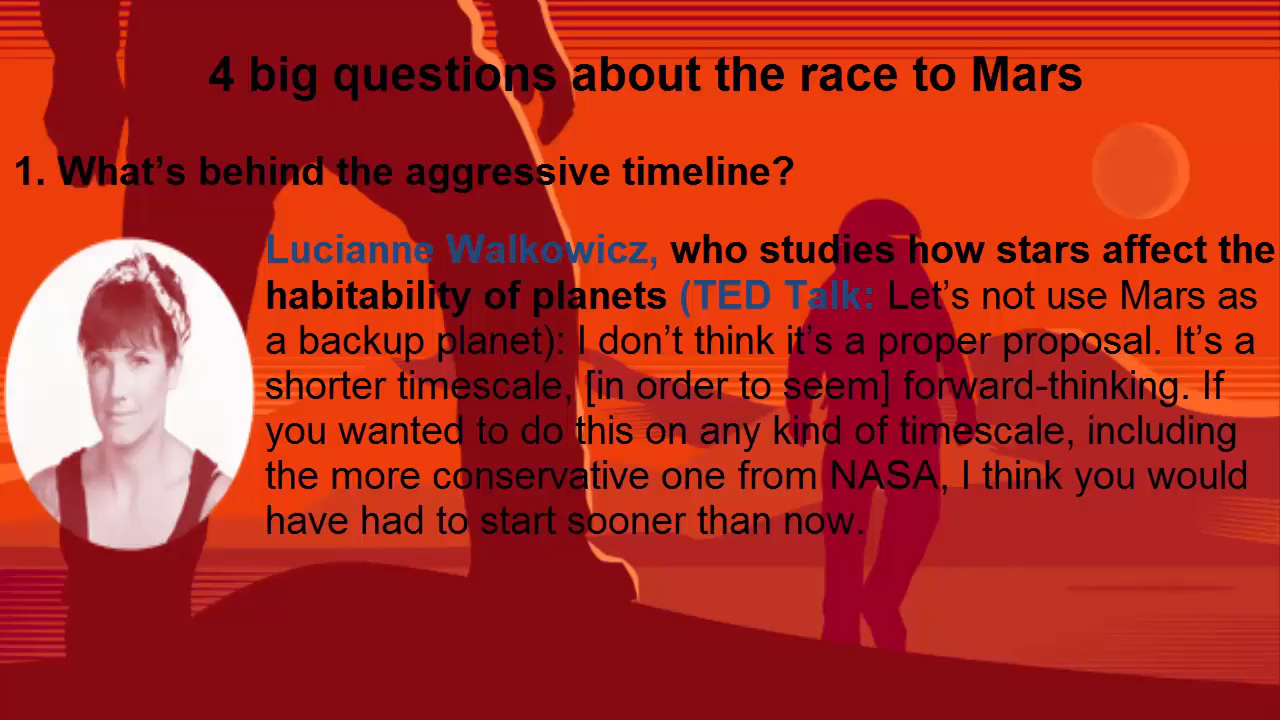 4 big questions about the race to Mars
1. What’s behind the aggressive timeline?
Lucianne Walkowicz, who studies how stars affect the
habitability of planets (TED Talk: Let’s not use Mars as
a backup planet): I don’t think it’s a proper proposal. It’s a
shorter timescale, [in order to seem] forward-thinking. If
you wanted to do this on any kind of timescale, including
the more conservative one from NASA, I think you would
have had to start sooner than now.